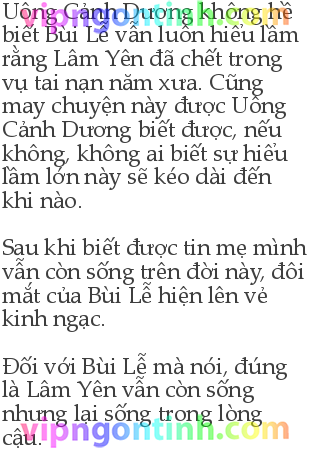 Uông Cảnh Dương không hề
biết Bùi Lễ vẫn luôn hiểu lầm
rằng Lâm Yên đã chết trong
vụ tai nạn năm xưa. Cũng
may chuyện này được Uông
Cảnh Dương biết được, nếu
không, không ai biết sự hiểu
lầm lớn này sẽ kéo dài đến
khi nào.
Sau khi biết được tin mẹ mình
vẫn còn sống trên đời này, đôi
mắt của Bùi Lễ hiện lên vẻ
kinh ngạc.
Đối với Bùi Lễ mà nói, đúng
là Lâm Yên vẫn còn sống
nhưng lại sống trong lòng
cậu.
vipngontinh.com
vipngontinh.com